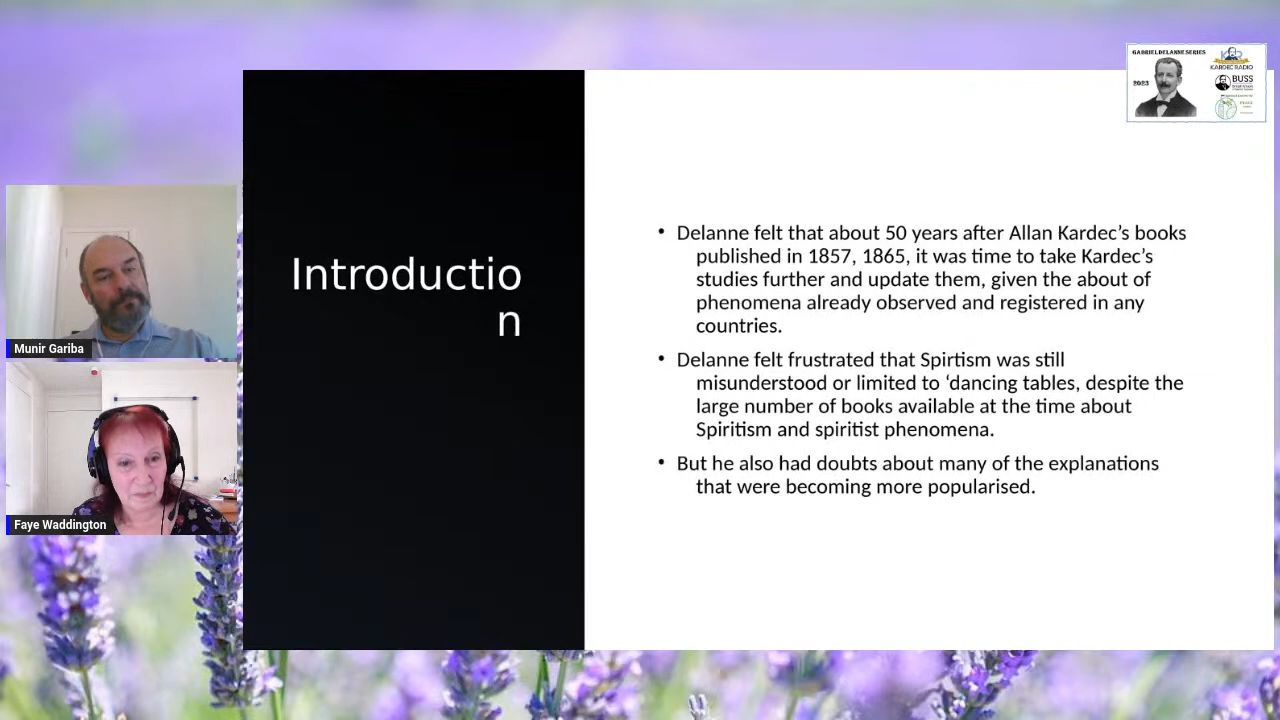 GABRIEL DELANNE SERIES
2023
KARDEC RADIO
BUSS
Introductio
n
• Delanne felt that about 50 years after Allan Kardec’s books
published in 1857, 1865, it was time to take Kardec’s
studies further and update them, given the about of
phenomena already observed and registered in any
countries.
• Delanne felt frustrated that Spirtism was still
misunderstood or limited to ‘dancing tables, despite the
large number of books available at the time about
Spiritism and spiritist phenomena.
• But he also had doubts about many of the explanations
that were becoming more popularised.
Munir Gariba
Faye Waddington